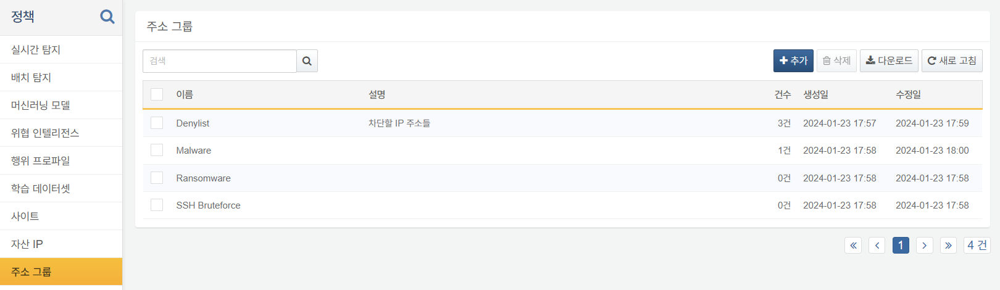 정책
실시간 탐지
배치 탐지
머신러닝 모델
위협 인텔리전스
행위 프로파일
학습 데이터셋
사이트
자산 IP
주소 그룹
주소 그룹
검색
추가 삭제 다운로드 새로 고침
이름 설명 건수 생성일 수정일
Denylist 차단할 IP 주소들 3건 2024-01-23 17:57 2024-01-23 17:59
Malware 1건 2024-01-23 17:58 2024-01-23 18:00
Ransomware 0건 2024-01-23 17:58 2024-01-23 17:58
SSH Bruteforce 0건 2024-01-23 17:58 2024-01-23 17:58
« ‹ 1 › » 4 건